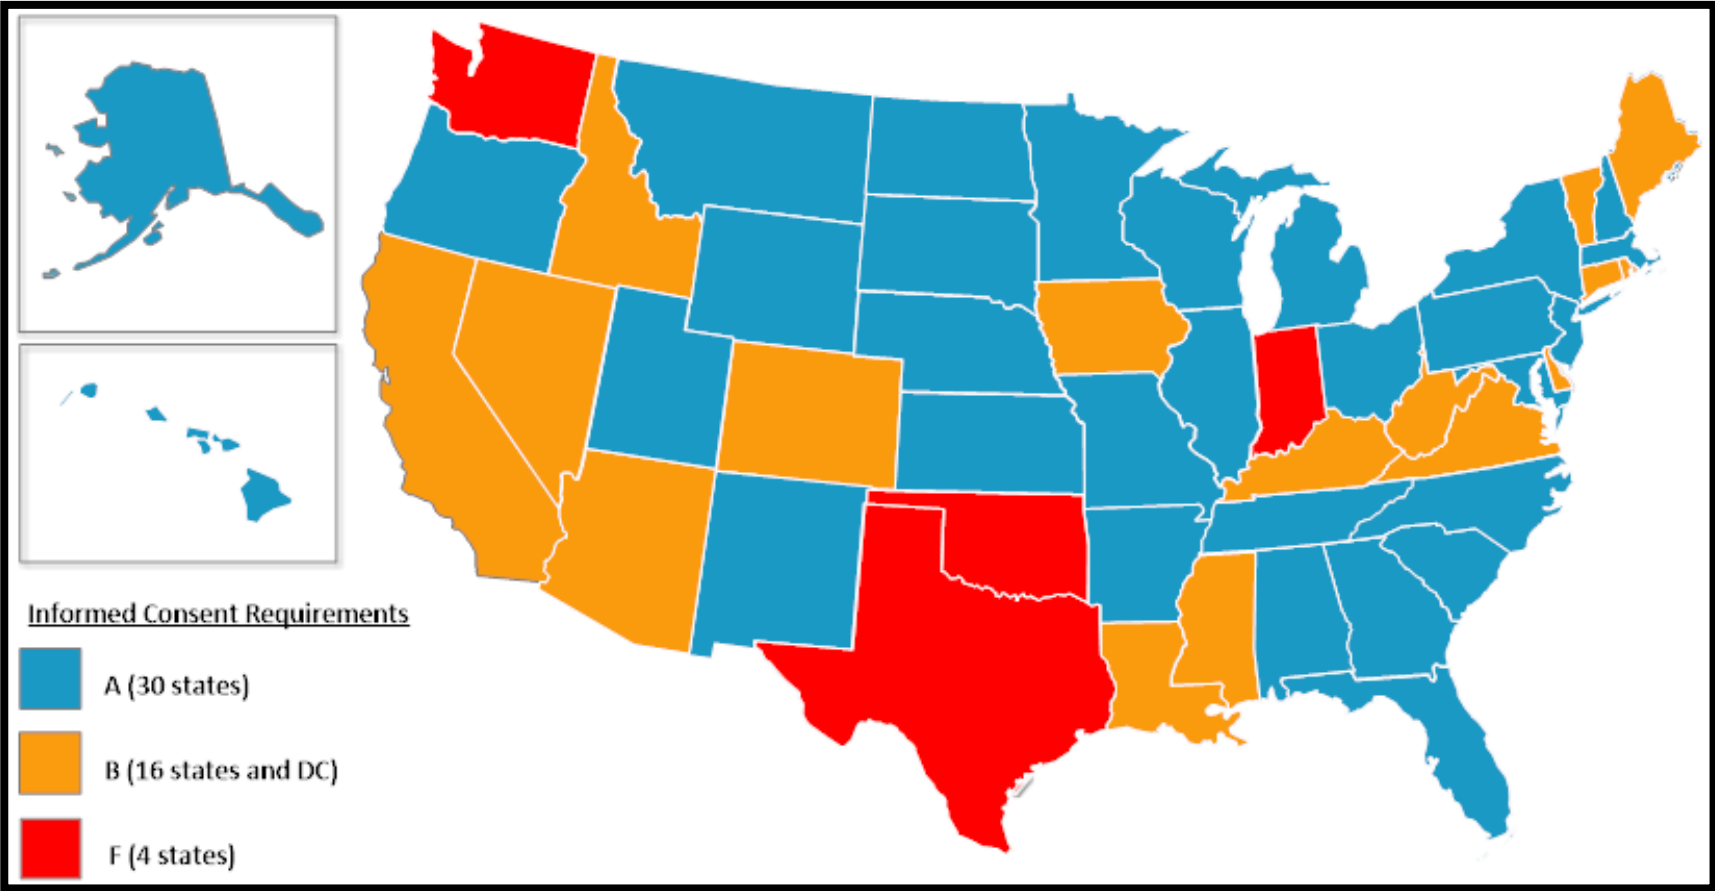 Informed Consent Requirements
A (30 states)
B (16 states and DC)
F (4 states)